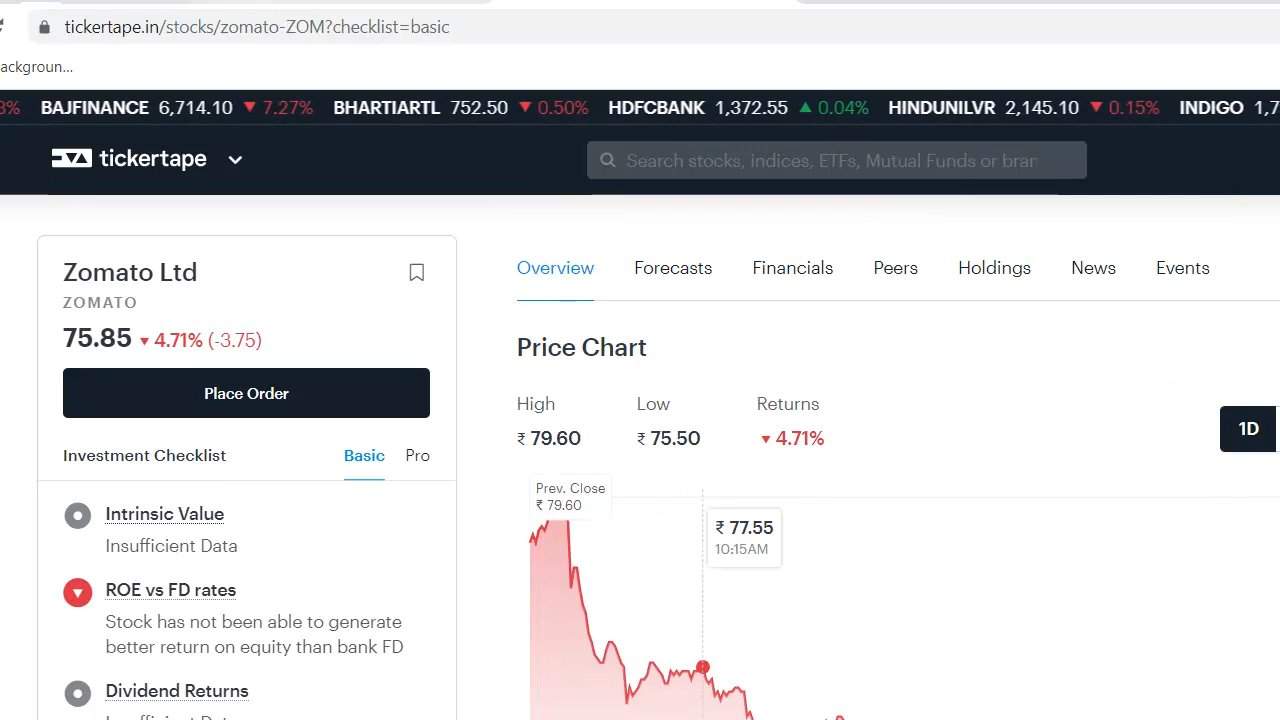 tickertape.in/stocks/zomato-ZOM?checklist=basic
ackgroun...
3% BAJFINANCE 6,714.10 ▼ 7.27% BHARTIARTL 752.50 ▼ 0.50% HDFCBANK 1,372.55 ▲ 0.04% HINDUNILVR 2,145.10 ▼ 0.15% INDIGO 1,7
tickertape
Search stocks, indices, ETFs, Mutual Funds or bran
Zomato Ltd
ZOMATO
75.85 ▼ 4.71% (-3.75)
Place Order
Investment Checklist Basic Pro
Intrinsic Value
Insufficient Data
ROE vs FD rates
Stock has not been able to generate
better return on equity than bank FD
Dividend Returns
Overview Forecasts Financials Peers Holdings News Events
Price Chart
High Low Returns
₹ 79.60 ₹ 75.50 ▼ 4.71%
1D
Prev. Close
₹ 79.60
₹ 77.55
10:15AM